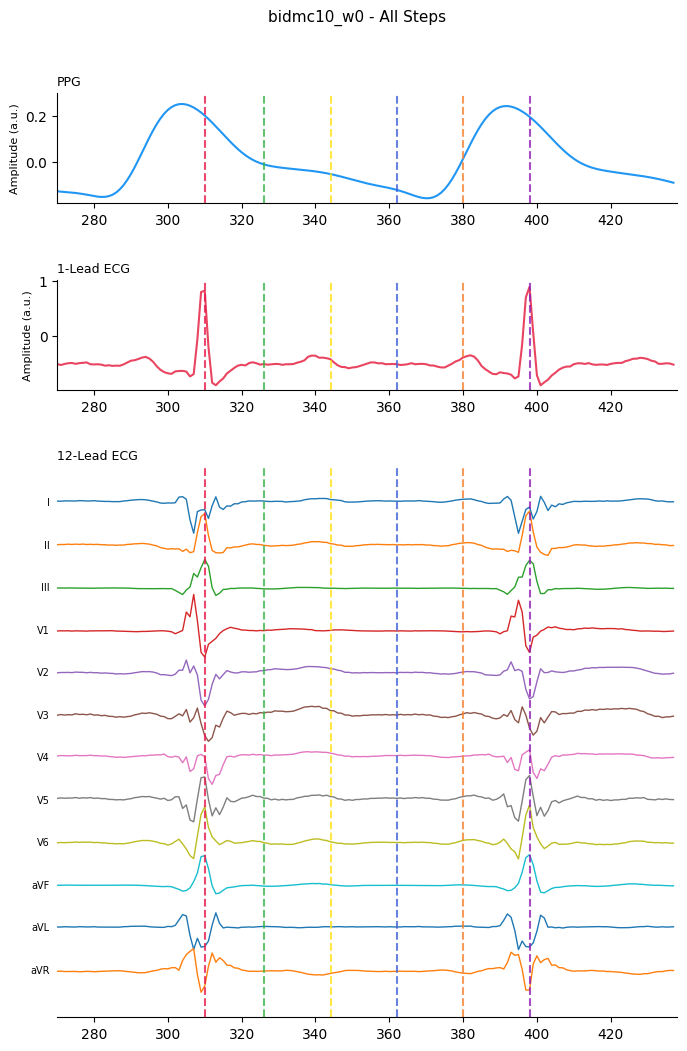 bidmc10_w0 - All Steps
PPG
Amplitude (a.u.)
0.2
0.0
280 300 320 340 360 380 400 420
1-Lead ECG
Amplitude (a.u.)
1
0
280 300 320 340 360 380 400 420
12-Lead ECG
I
II
III
V1
V2
V3
V4
V5
V6
aVF
aVL
aVR
280 300 320 340 360 380 400 420